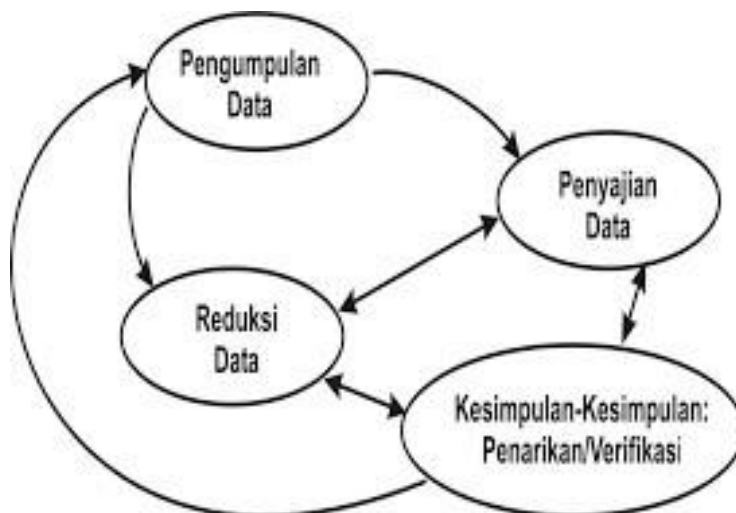 Pengumpulan
Data
Penyajian
Data
Reduksi
Data
Kesimpulan-Kesimpulan:
Penarikan/Verifikasi